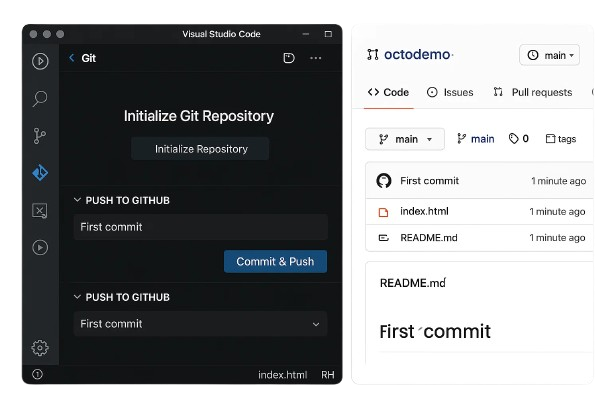 Visual Studio Code
Git
Initialize Git Repository
Initialize Repository
PUSH TO GITHUB
First commit
Commit & Push
PUSH TO GITHUB
First commit
index.html RH
octodemo
main
Code Issues Pull requests
main main 0 tags
First commit 1 minute ago
index.html 1 minute ago
README.md 1 minute ago
README.md
First commit